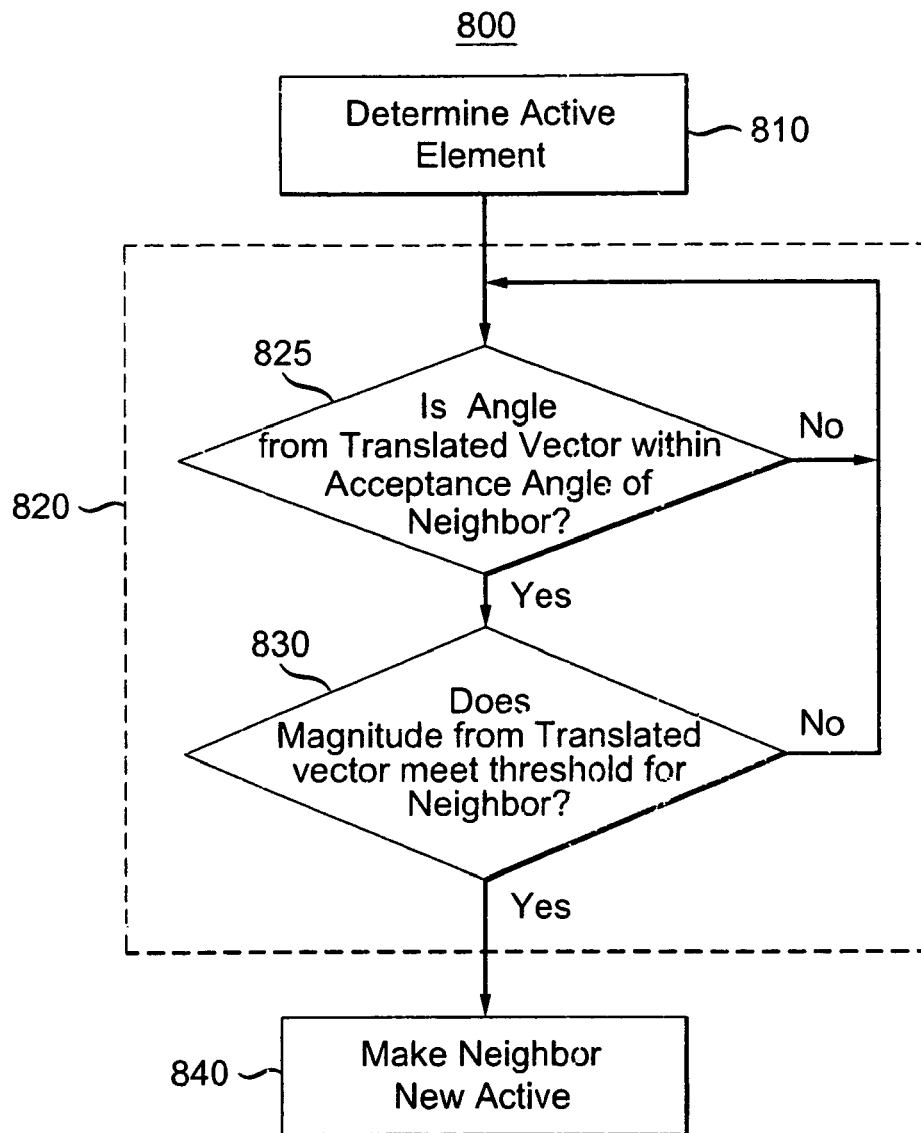 800
Determine Active
Element
810
825
Is Angle
from Translated Vector within
Acceptance Angle of
Neighbor?
No
820
Yes
830
Does
Magnitude from Translated
vector meet threshold for
Neighbor?
No
Yes
Make Neighbor
New Active
840